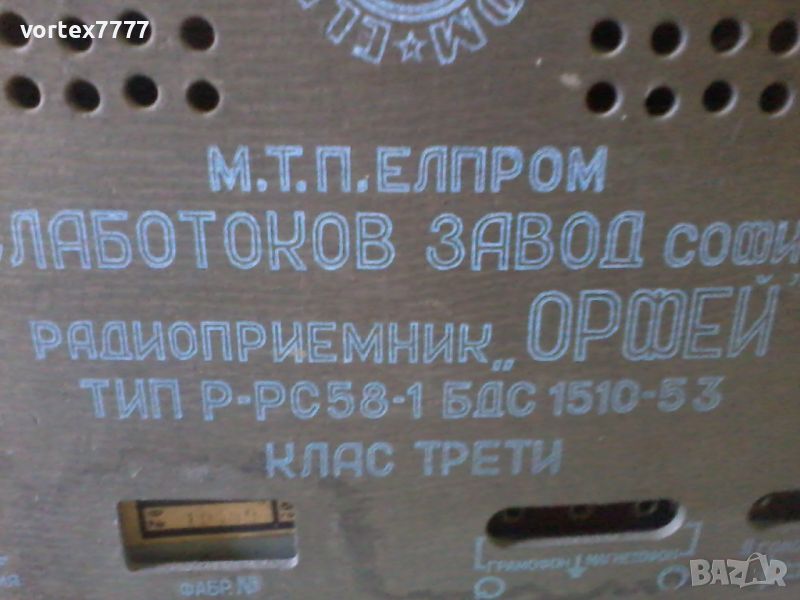 vortex7777
М.Т.П. ЕЛПРОМ
СЛАБОТОКОВ ЗАВОД СОФИ
РАДИОПРИЕМНИК „ОРФЕЙ"
ТИП Р-РС58-1 БДС 1510-53
КЛАС ТРЕТИ
ГРАМОФОН МАГНЕТОФОН
ФАБР. №
BAZAR